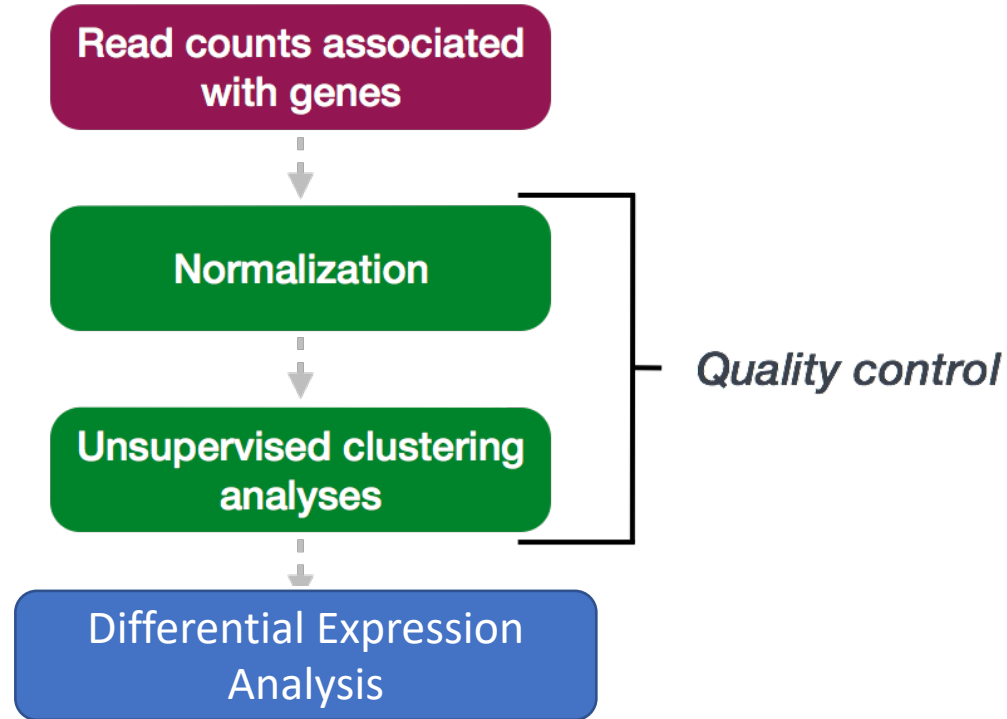 Read counts associated
with genes
Normalization
Quality control
Unsupervised clustering
analyses
Differential Expression
Analysis